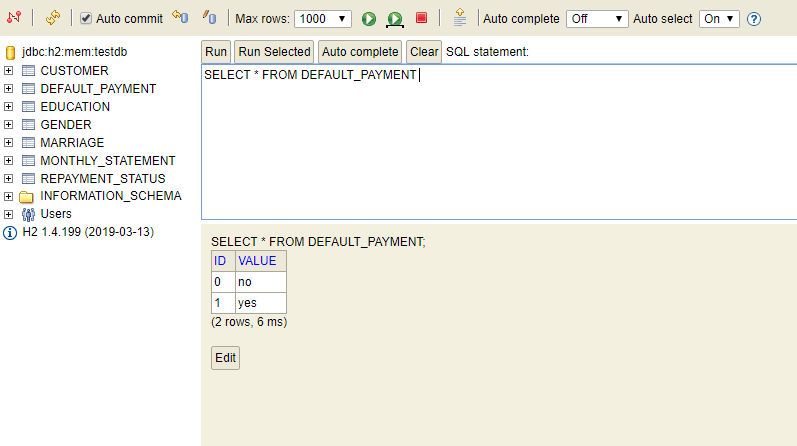 Auto commit Max rows: 1000 Auto complete Off Auto select On ?
jdbc:h2:mem:testdb
CUSTOMER
DEFAULT_PAYMENT
EDUCATION
GENDER
MARRIAGE
MONTHLY_STATEMENT
REPAYMENT_STATUS
INFORMATION_SCHEMA
Users
H2 1.4.199 (2019-03-13)
Run Run Selected Auto complete Clear SQL statement:
SELECT * FROM DEFAULT_PAYMENT
SELECT * FROM DEFAULT_PAYMENT;
ID VALUE
0 no
1 yes
(2 rows, 6 ms)
Edit